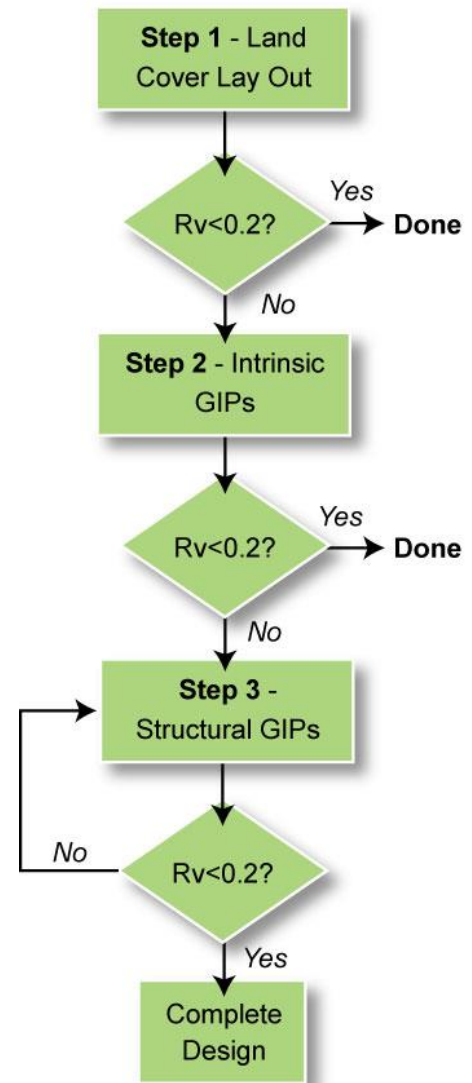 Step 1 - Land
Cover Lay Out
Rv<0.2?
Yes
Done
No
Step 2 - Intrinsic
GIPs
Rv<0.2?
Yes
Done
No
Step 3 -
Structural GIPs
Rv<0.2?
No
Yes
Complete
Design